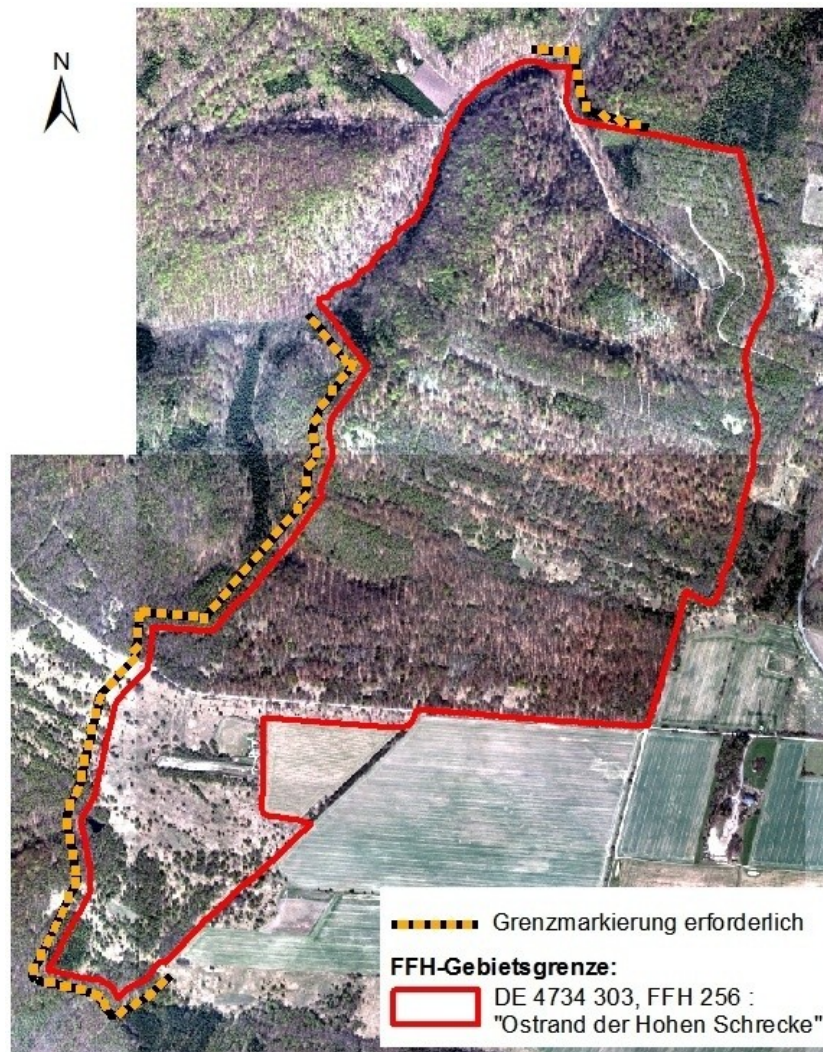 N
Grenzmarkierung erforderlich
FFH-Gebietsgrenze:
DE 4734 303, FFH 256 :
"Ostrand der Hohen Schrecke"